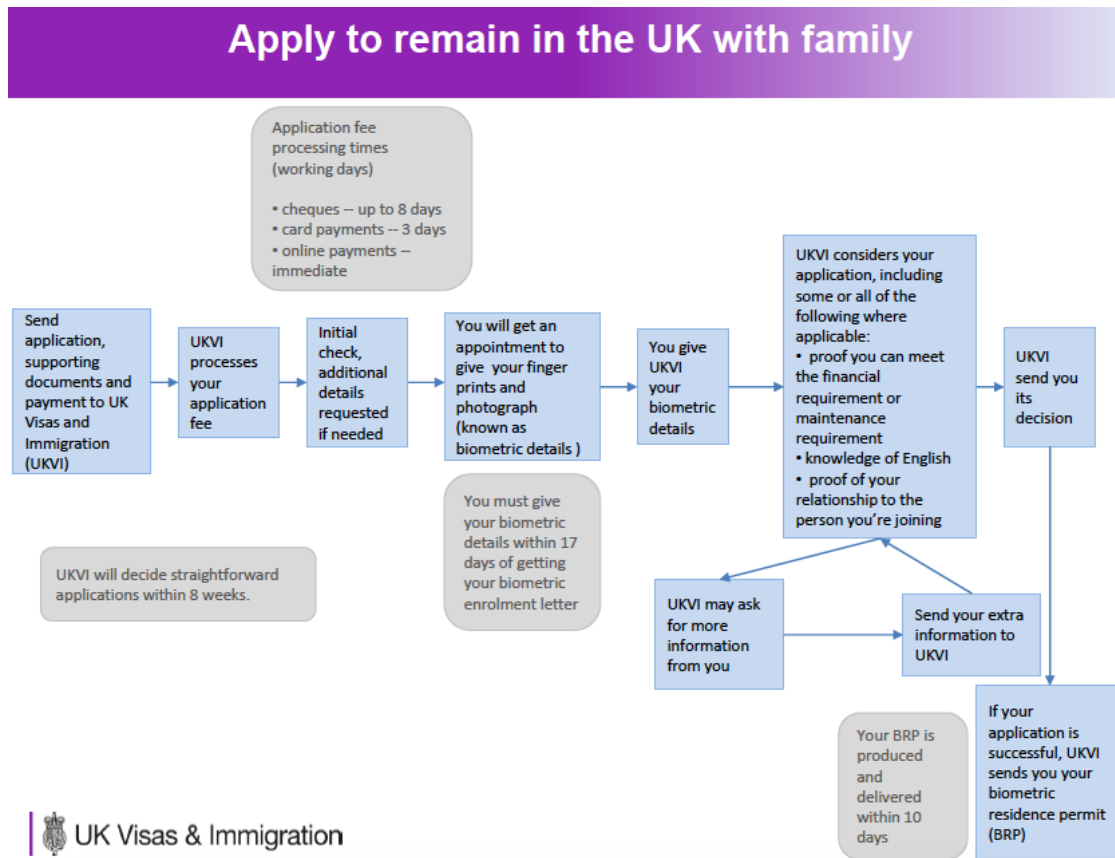 Apply to remain in the UK with family
Application fee
processing times
(working days)
• cheques -- up to 8 days
• card payments -- 3 days
• online payments --
immediate
Send
application,
supporting
documents and
payment to UK
Visas and
Immigration
(UKVI)
UKVI
processes
your
application
fee
Initial
check,
additional
details
requested
if needed
You will get an
appointment to
give  your finger
prints and
photograph
(known as
biometric details )
You give
UKVI
your
biometric
details
UKVI considers your
application, including
some or all of the
following where
applicable:
• proof you can meet
the financial
requirement or
maintenance
requirement
• knowledge of English
• proof of your
relationship to the
person you’re joining
UKVI
send you
its
decision
You must give
your biometric
details within 17
days of getting
your biometric
enrolment letter
UKVI will decide straightforward
applications within 8 weeks.
UKVI may ask
for more
information
from you
Send your extra
information to
UKVI
Your BRP is
produced
and
delivered
within 10
days
If your
application is
successful, UKVI
sends you your
biometric
residence permit
(BRP)
UK Visas & Immigration